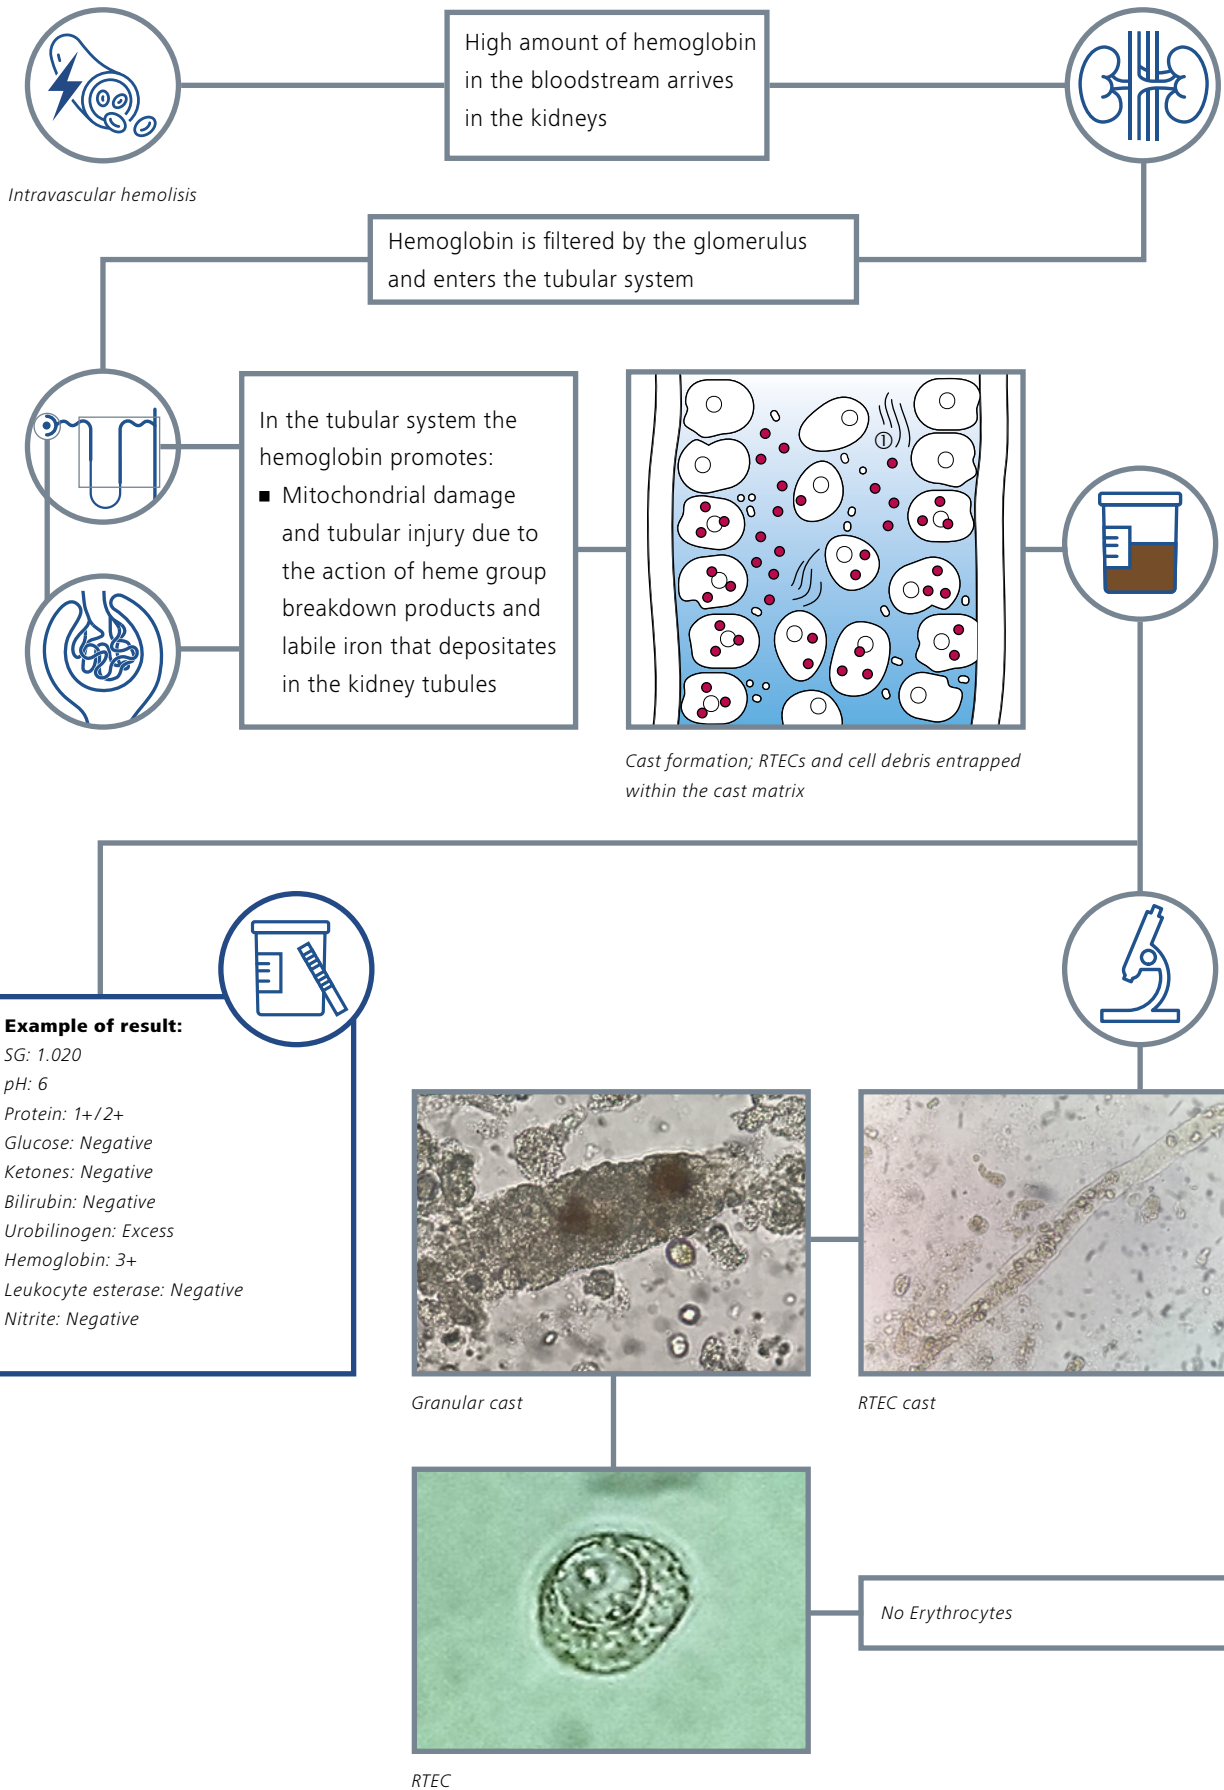 High amount of hemoglobin
in the bloodstream arrives
in the kidneys
Intravascular hemolisis
Hemoglobin is filtered by the glomerulus
and enters the tubular system
In the tubular system the
hemoglobin promotes:
■ Mitochondrial damage
and tubular injury due to
the action of heme group
breakdown products and
labile iron that depositates
in the kidney tubules
1
Cast formation; RTECs and cell debris entrapped
within the cast matrix
Example of result:
SG: 1.020
pH: 6
Protein: 1+/2+
Glucose: Negative
Ketones: Negative
Bilirubin: Negative
Urobilinogen: Excess
Hemoglobin: 3+
Leukocyte esterase: Negative
Nitrite: Negative
Granular cast
RTEC cast
No Erythrocytes
RTEC